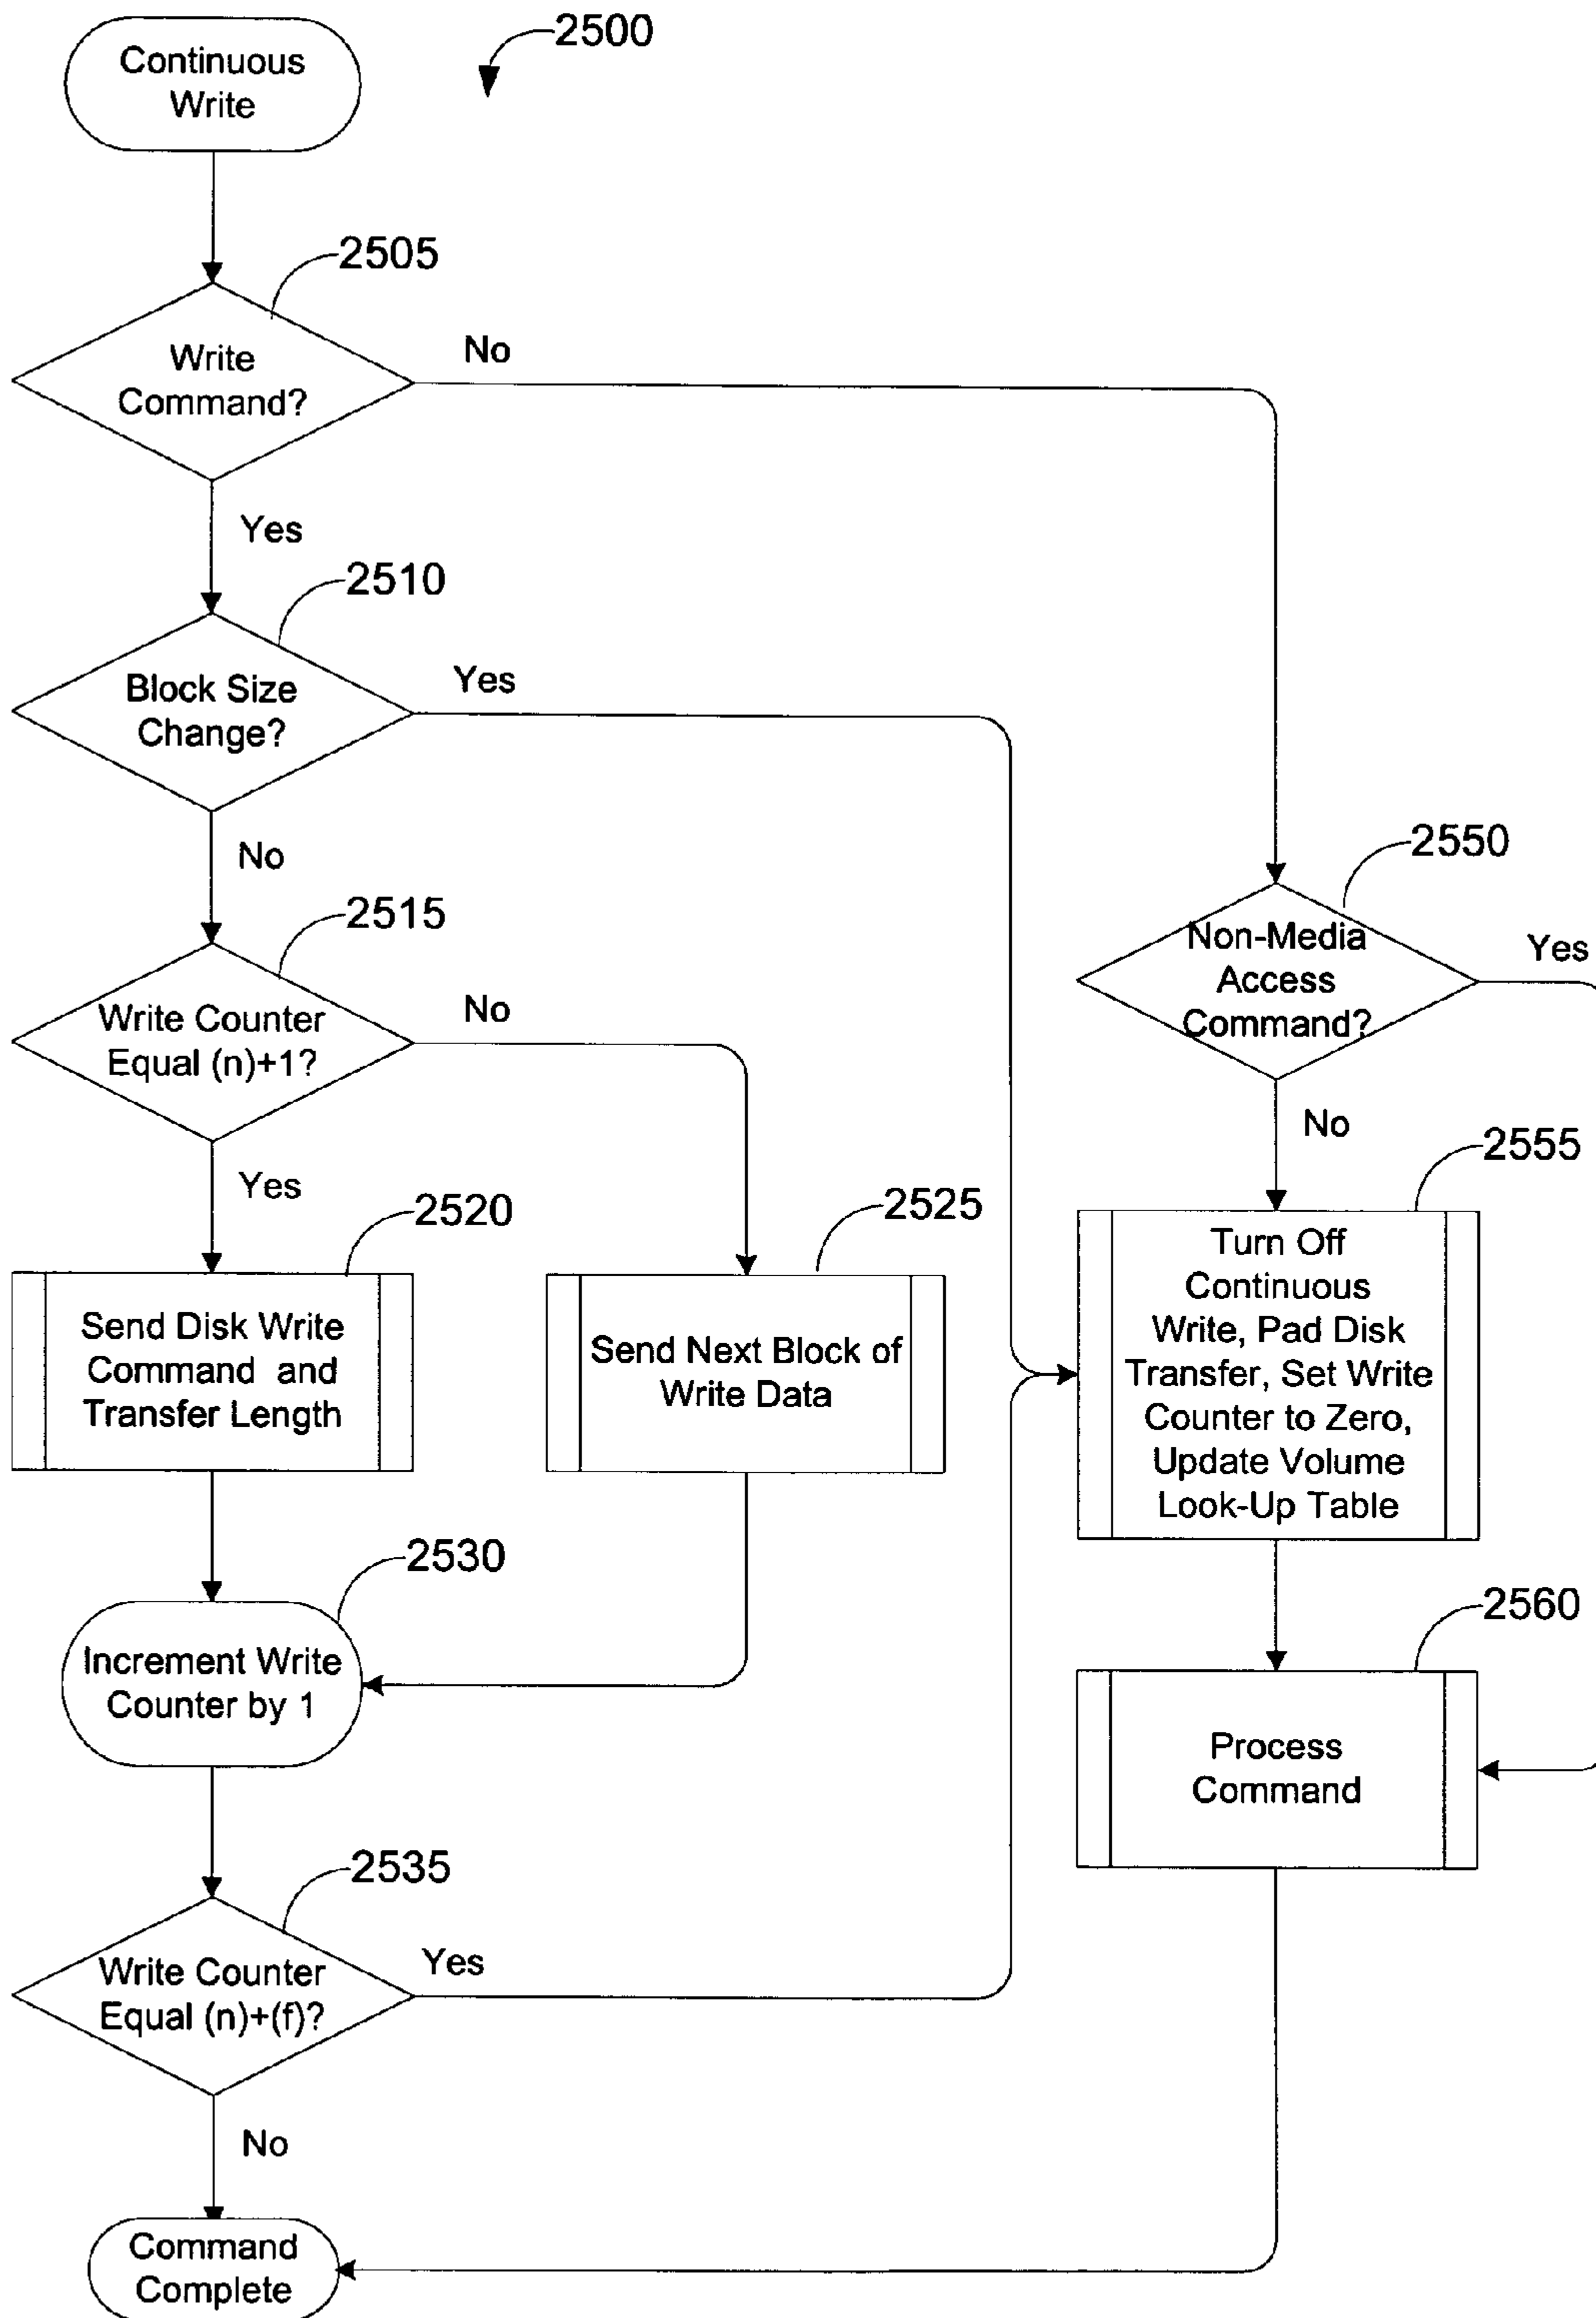 Continuous
Write
2500
2505
Write
Command?
No
Yes
2510
Block Size
Change?
Yes
No
2515
Write Counter
Equal (n)+1?
No
Yes
2520
Send Disk Write
Command and
Transfer Length
2525
Send Next Block of
Write Data
2530
Increment Write
Counter by 1
2535
Write Counter
Equal (n)+(f)?
Yes
No
2550
Non-Media
Access
Command?
Yes
No
2555
Turn Off
Continuous
Write, Pad Disk
Transfer, Set Write
Counter to Zero,
Update Volume
Look-Up Table
2560
Process
Command
Command
Complete